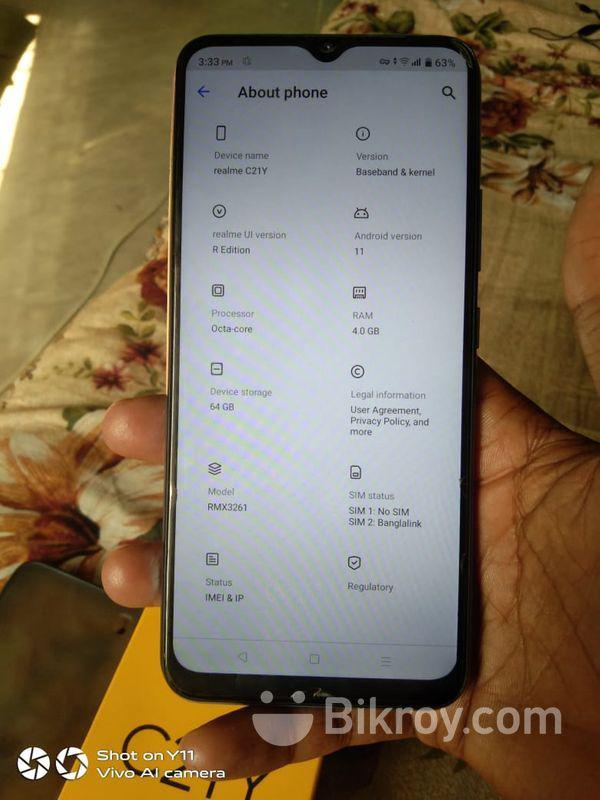 3:33 PM
63%
About phone
Device name
realme C21Y
Version
Baseband & kernel
realme UI version
R Edition
Android version
11
Processor
Octa-core
RAM
4.0 GB
Device storage
64 GB
Legal information
User Agreement,
Privacy Policy, and
more
Model
RMX3261
SIM status
SIM 1: No SIM
SIM 2: Banglalink
Status
IMEI & IP
Regulatory
Bikroy.com
C21Y
Shot on Y11
Vivo AI camera